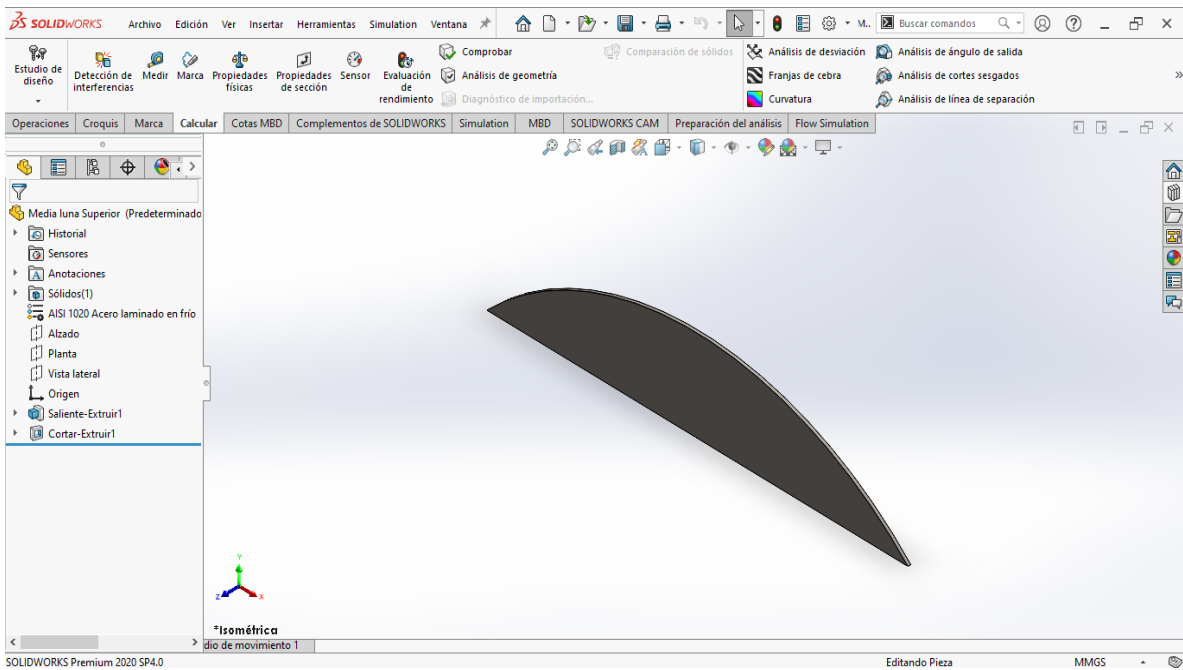 SOLIDWORKS Archivo Edición Ver Insertar Herramientas Simulation Ventana M.. Buscar comandos
Estudio de diseño
Detección de interferencias
Medir
Marca
Propiedades físicas
Propiedades de sección
Sensor
Evaluación de rendimiento
Comprobar
Análisis de geometría
Diagnóstico de importación...
Comparación de sólidos
Análisis de desviación
Franjas de cebra
Curvatura
Análisis de ángulo de salida
Análisis de cortes sesgados
Análisis de línea de separación
Operaciones Croquis Marca Calcular Cotas MBD Complementos de SOLIDWORKS Simulation MBD SOLIDWORKS CAM Preparación del análisis Flow Simulation
Media luna Superior (Predeterminado
Historial
Sensores
A Anotaciones
Sólidos(1)
AISI 1020 Acero laminado en frío
Alzado
Planta
Vista lateral
Origen
Saliente-Extruir1
Cortar-Extruir1
Y
Z X
*Isométrica
dio de movimiento 1
SOLIDWORKS Premium 2020 SP4.0 Editando Pieza MMGS